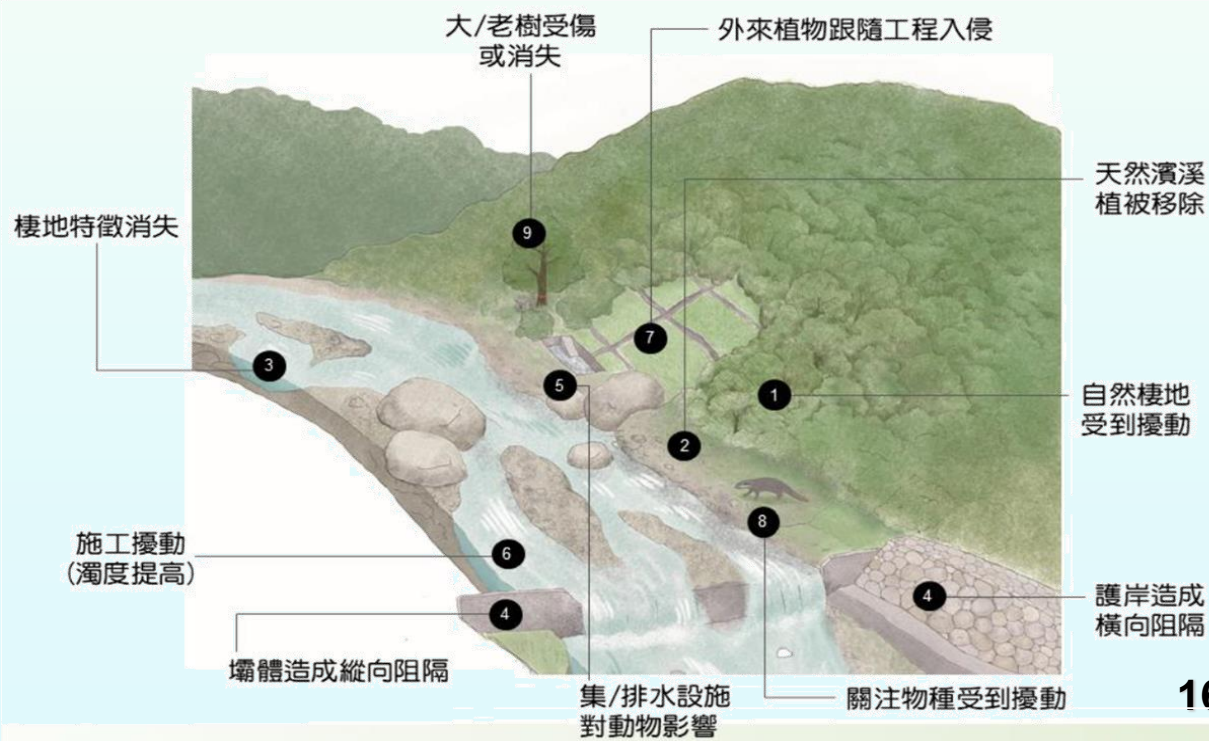 大/老樹受傷
或消失
外來植物跟隨工程入侵
天然濱溪
植被移除
棲地特徵消失
9
7
3
5
1
自然棲地
受到擾動
2
8
施工擾動
(濁度提高)
6
4
4
護岸造成
橫向阻隔
壩體造成縱向阻隔
集/排水設施
對動物影響
關注物種受到擾動
16